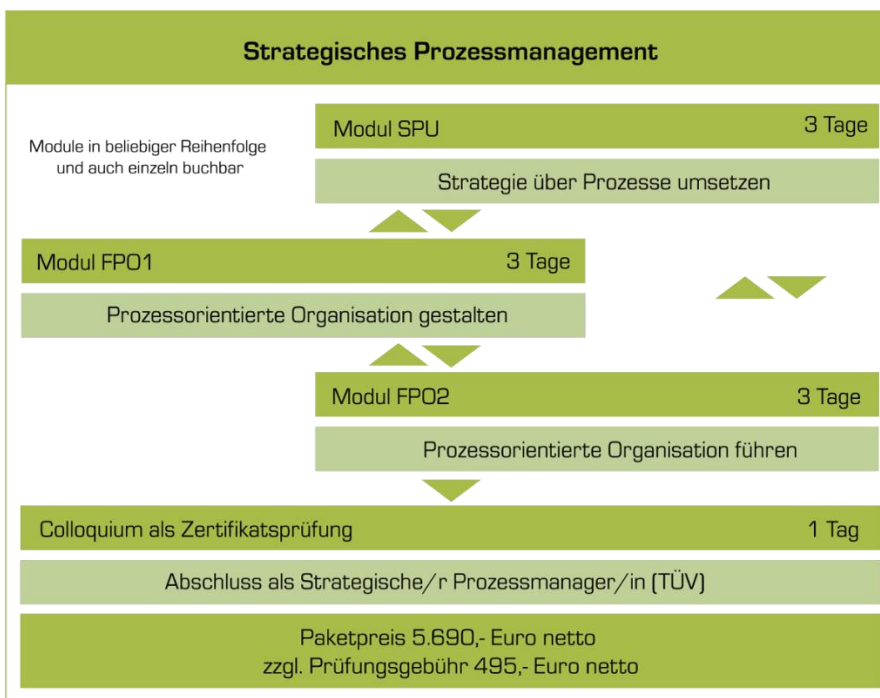 Strategisches Prozessmanagement
Module in beliebiger Reihenfolge
und auch einzeln buchbar
Modul SPU 3 Tage
Strategie über Prozesse umsetzen
Modul FPO1 3 Tage
Prozessorientierte Organisation gestalten
Modul FPO2 3 Tage
Prozessorientierte Organisation führen
Colloquium als Zertifikatsprüfung 1 Tag
Abschluss als Strategische/r Prozessmanager/in (TÜV)
Paketpreis 5.690,- Euro netto
zzgl. Prüfungsgebühr 495,- Euro netto